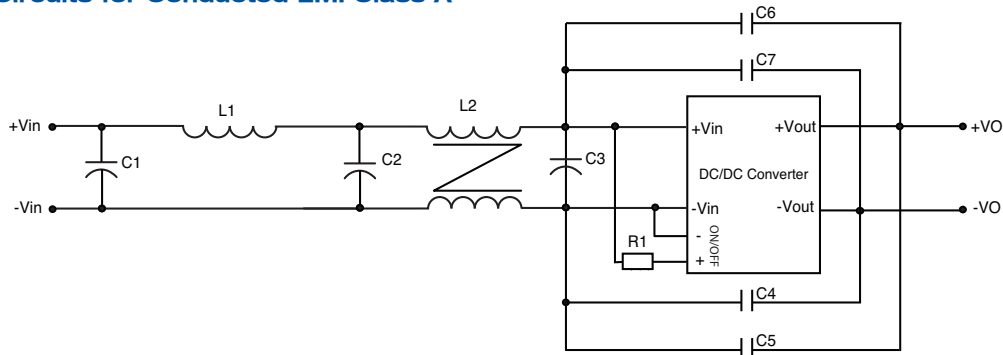 Circuits for Conducted EMI Class A
C6
C7
L1
L2
+Vin
+Vin
+Vout
+VO
C1
C2
C3
DC/DC Converter
-Vin
-Vin
-Vout
-VO
-
R1
ON/OFF
+
C4
C5